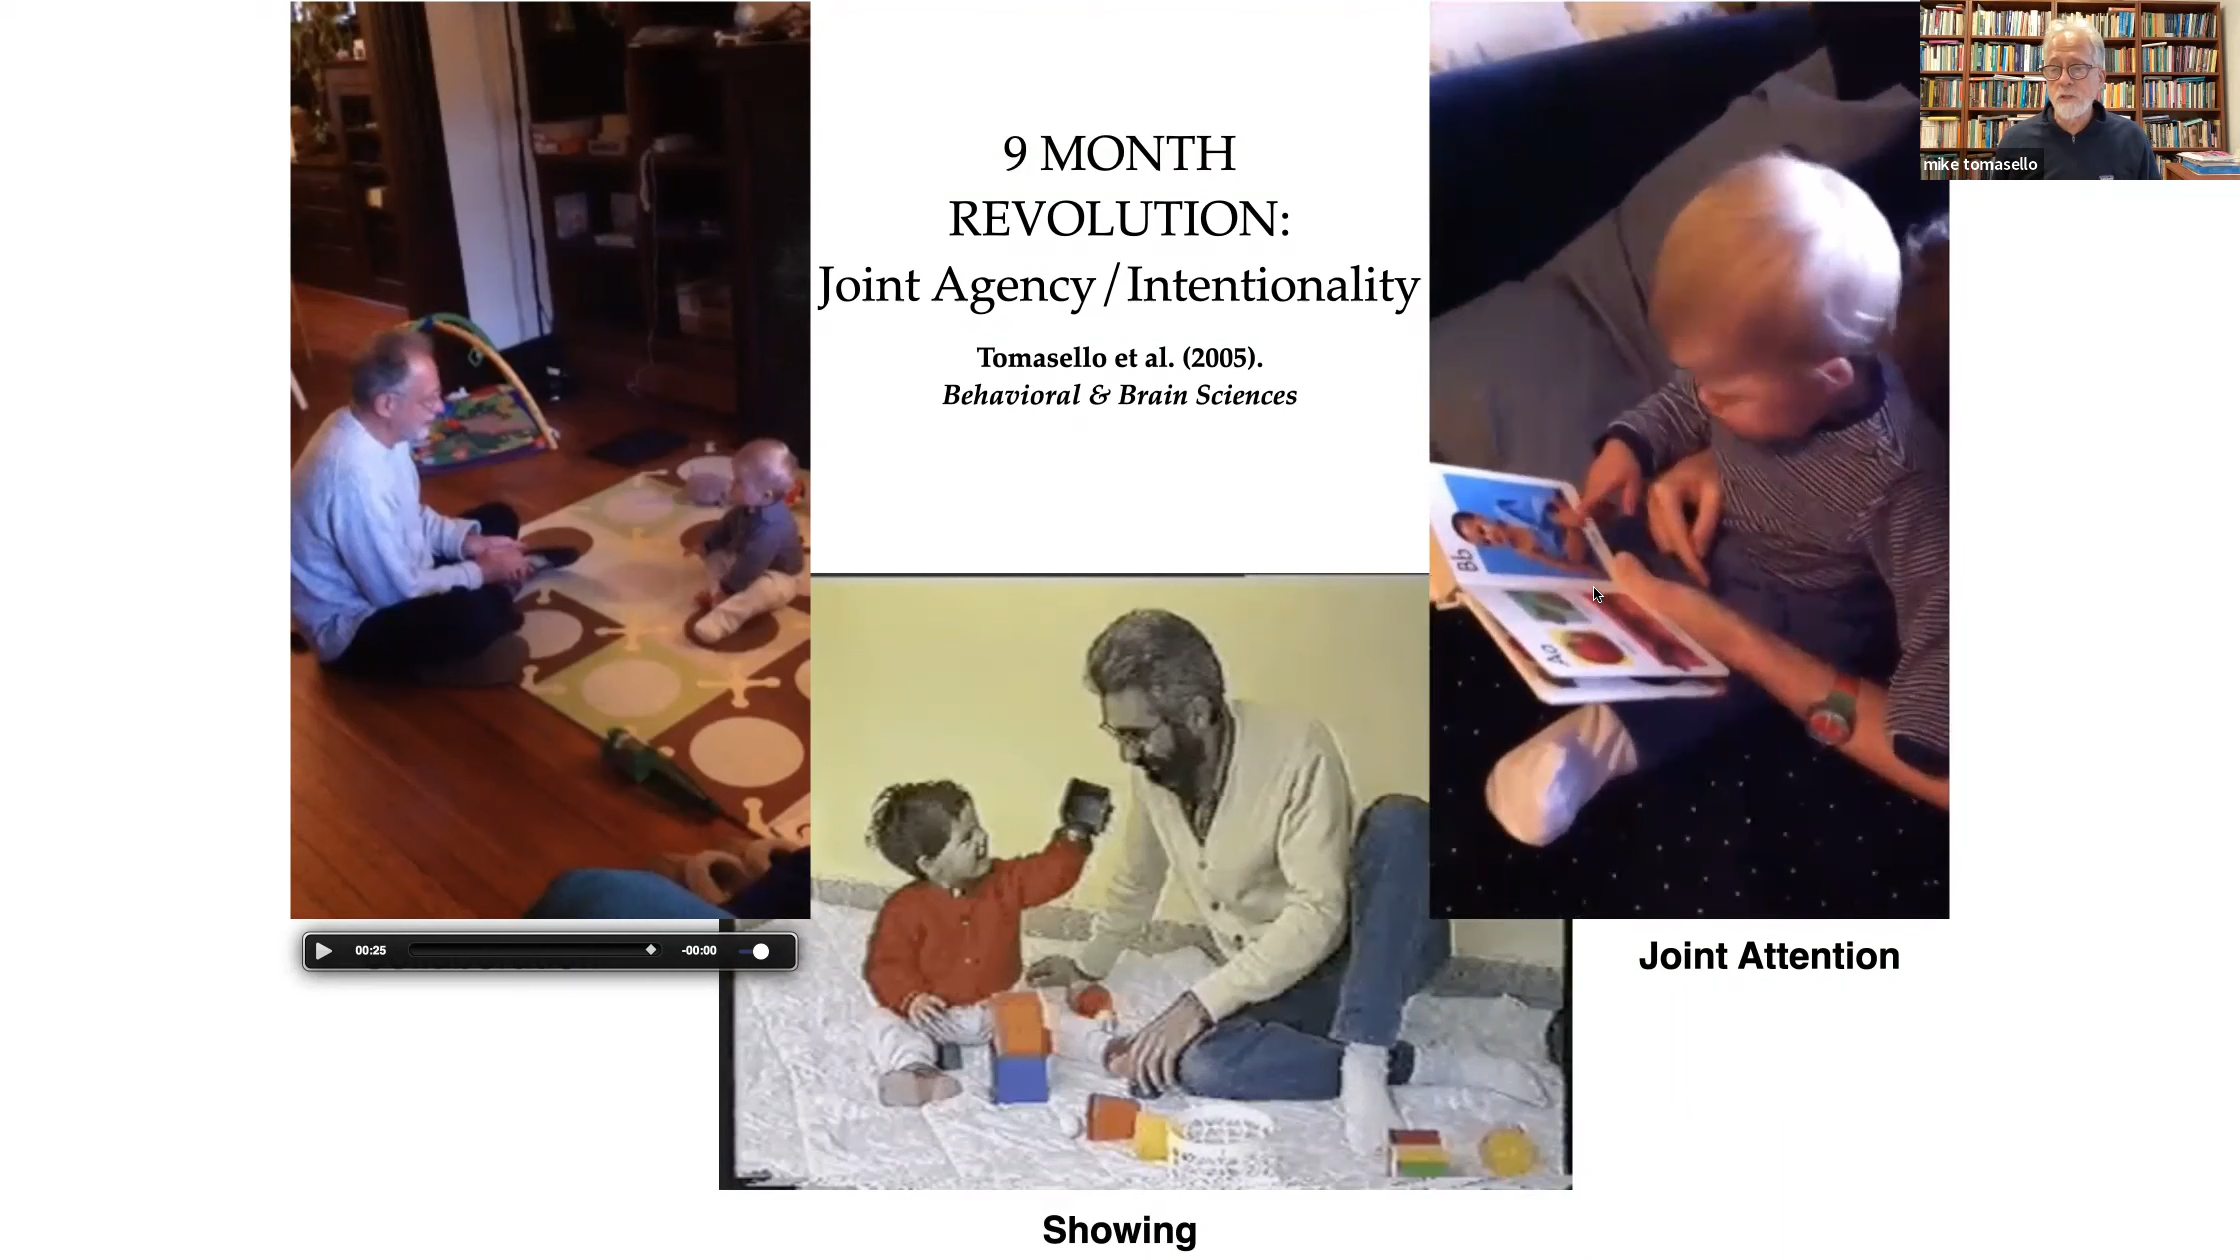 9 MONTH
REVOLUTION:
Joint Agency/Intentionality
Tomasello et al. (2005).
Behavioral & Brain Sciences
mike tomasello
Bb
Aa
00:25
-00:00
Joint Attention
Showing